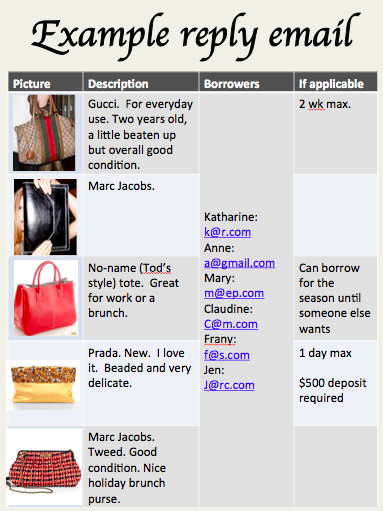 Example reply email
Picture Description Borrowers If applicable
Gucci. For everyday
use. Two years old,
a little beaten up
but overall good
condition.
2 wk max.
Marc Jacobs.
Katharine:
k@r.com
Anne:
a@gmail.com
Mary:
m@ep.com
Claudine:
C@m.com
Frany:
f@s.com
Jen:
J@rc.com
No-name (Tod's
style) tote. Great
for work or a
brunch.
Can borrow
for the
season until
someone else
wants
Prada. New. I love
it. Beaded and very
delicate.
1 day max
$500 deposit
required
Marc Jacobs.
Tweed. Good
condition. Nice
holiday brunch
purse.